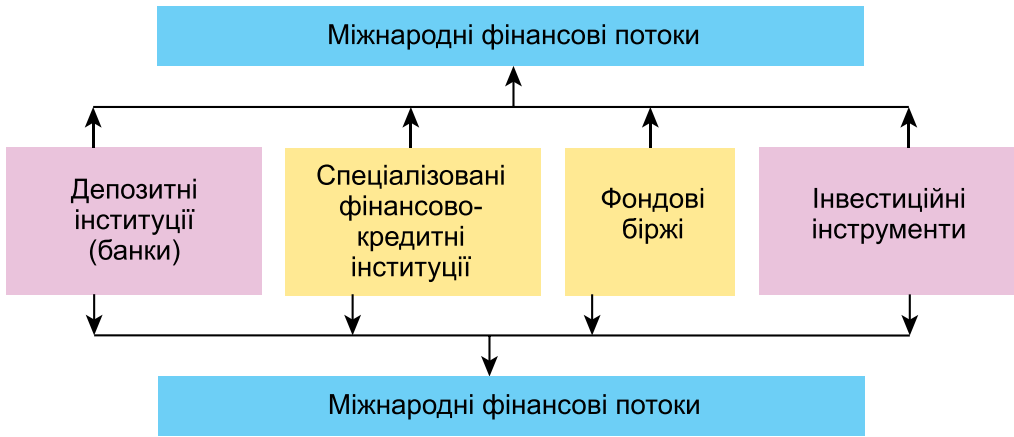 Міжнародні фінансові потоки
Депозитні
інституції
(банки)
Спеціалізовані
фінансово-
кредитні
інституції
Фондові
біржі
Інвестиційні
інструменти
Міжнародні фінансові потоки